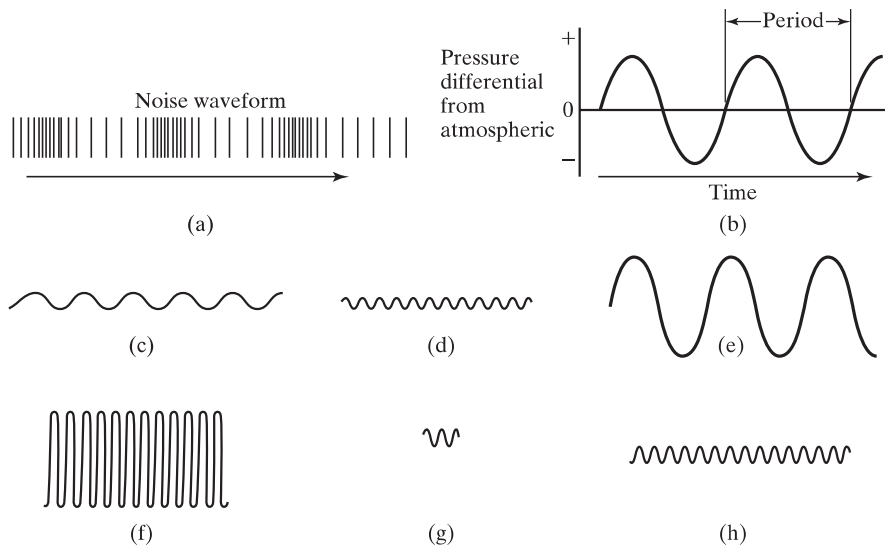 Period
+
Pressure
differential
from
atmospheric
0
−
Noise waveform
Time
(a)
(b)
(c)
(d)
(e)
(f)
(g)
(h)